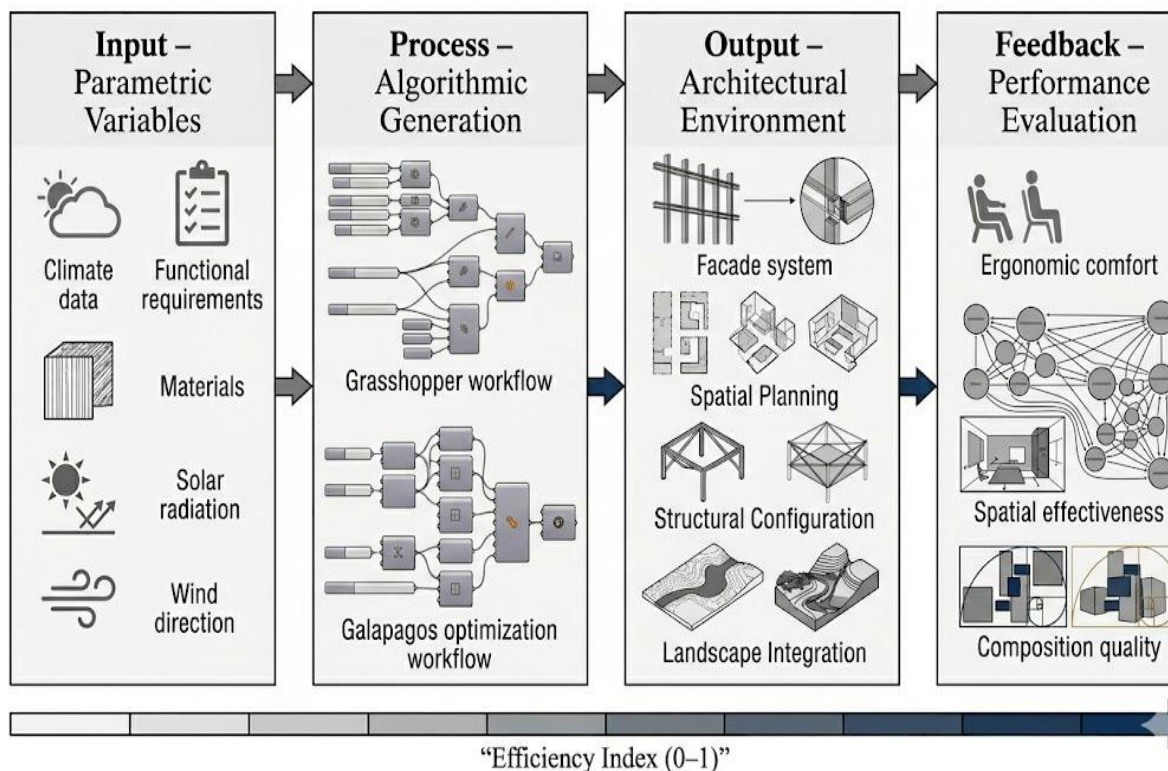 Input –
Parametric
Variables
Climate
data
Functional
requirements
Materials
Solar
radiation
Wind
direction
Process –
Algorithmic
Generation
Grasshopper workflow
Galapagos optimization
workflow
Output –
Architectural
Environment
Facade system
Spatial Planning
Structural Configuration
Landscape Integration
Feedback –
Performance
Evaluation
Ergonomic comfort
Spatial effectiveness
Composition quality
“Efficiency Index (0–1)”